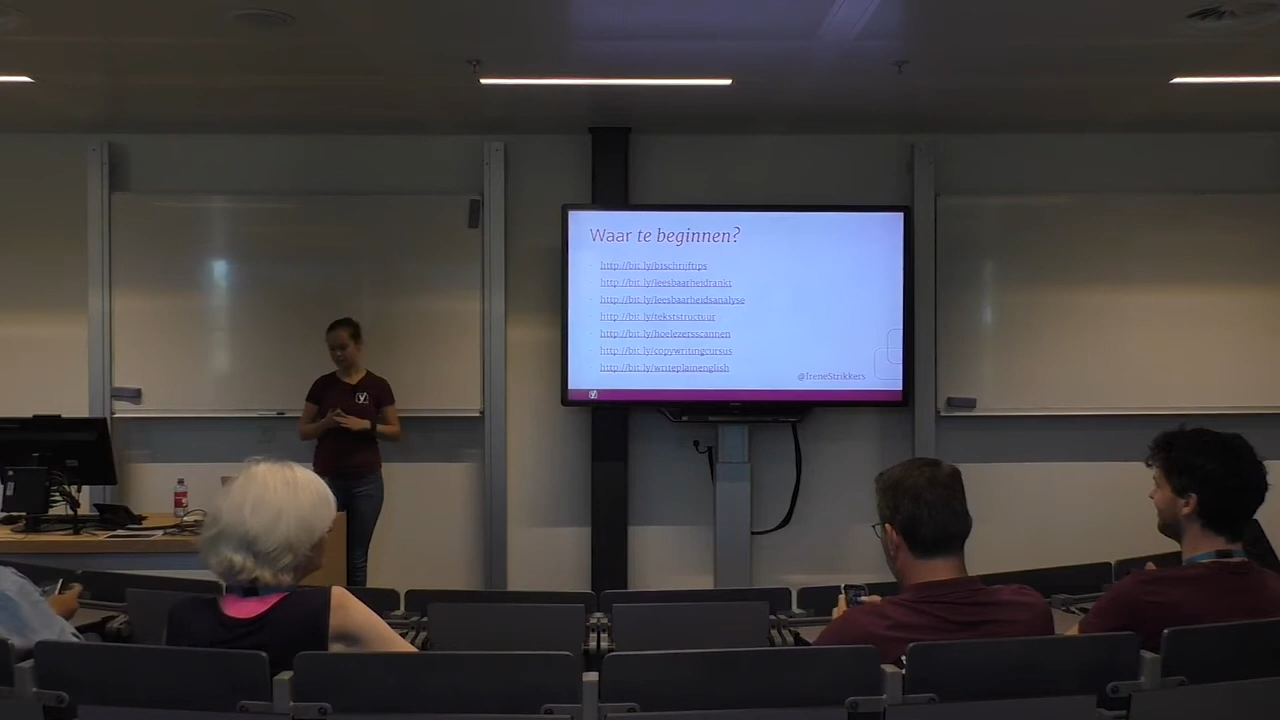 Waar te beginnen?
http://bit.ly/btschrijftips
http://bit.ly/leesbaarheidrankt
http://bit.ly/leesbaarheidsanalyse
http://bit.ly/tekststructuur
http://bit.ly/hoelezersscannen
http://bit.ly/copywritingcursus
http://bit.ly/writeplainenglish
@IreneStrikkers